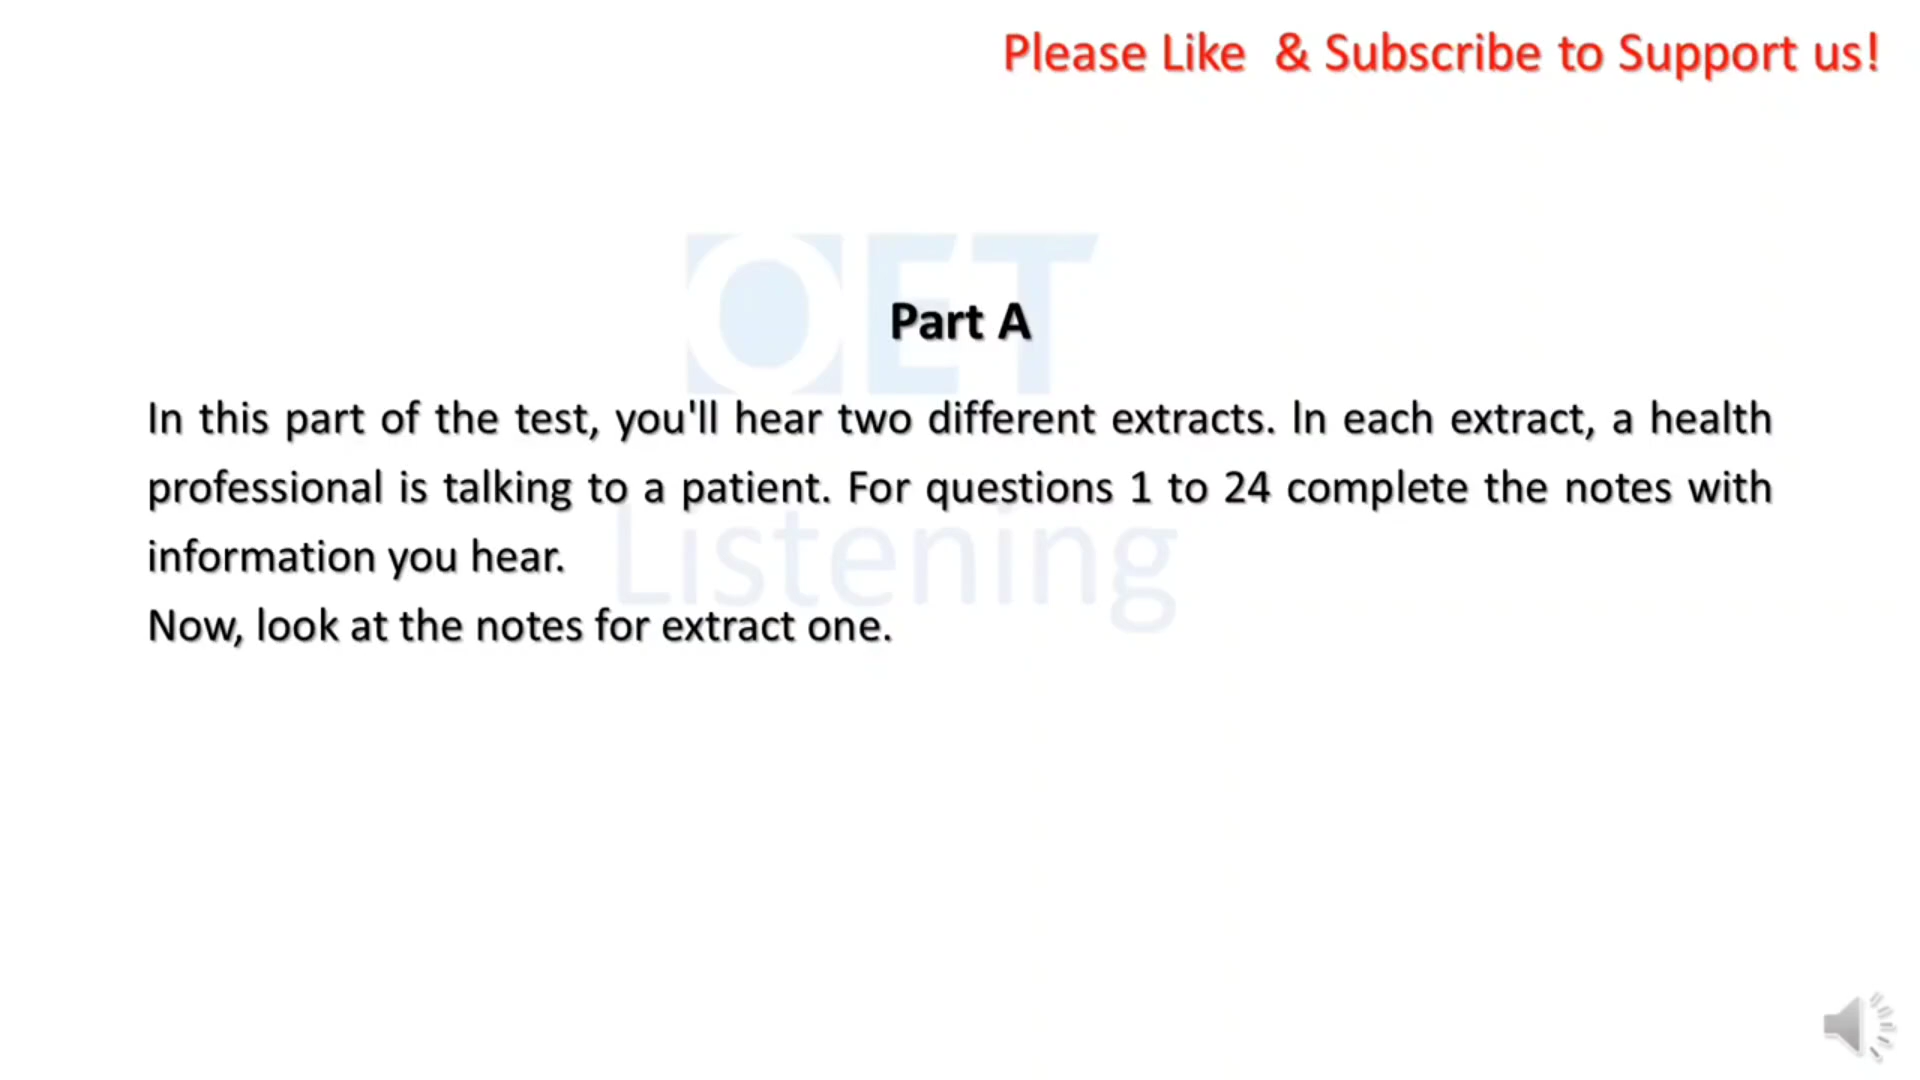 Please Like & Subscribe to Support us!
OET
Part A
In this part of the test, you'll hear two different extracts. In each extract, a health
professional is talking to a patient. For questions 1 to 24 complete the notes with
information you hear.
Listening
Now, look at the notes for extract one.